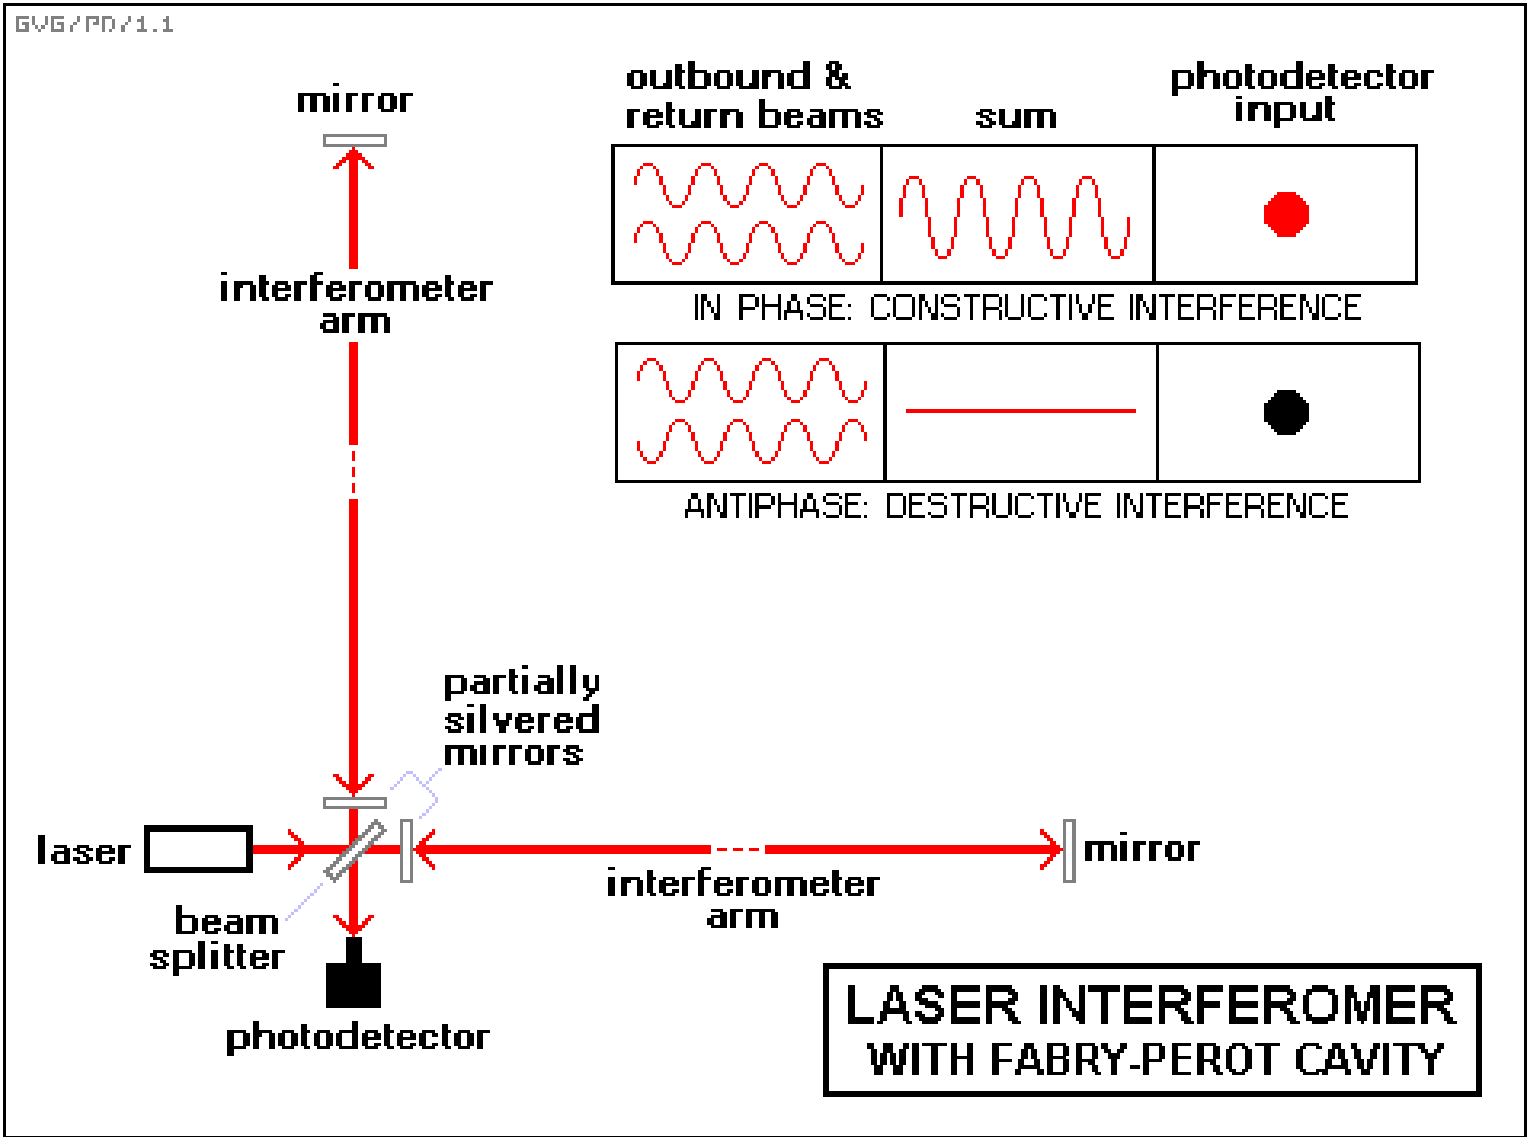 GVG/PD/1.1
mirror
outbound &
return beams
sum
photodetector
input
interferometer
arm
IN PHASE: CONSTRUCTIVE INTERFERENCE
ANTIPHASE: DESTRUCTIVE INTERFERENCE
partially
silvered
mirrors
laser
mirror
interferometer
arm
beam
splitter
photodetector
LASER INTERFEROMER
WITH FABRY-PEROT CAVITY